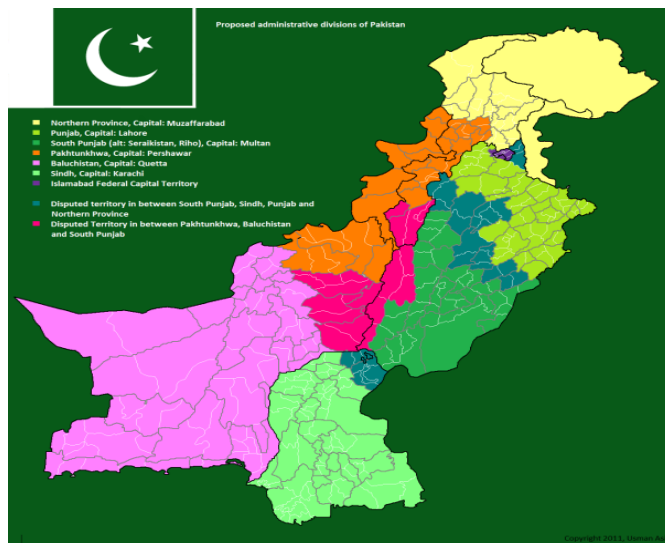 Proposed administrative divisions of Pakistan
Northern Province, Capital: Muzaffarabad
Punjab, Capital: Lahore
South Punjab (alt: Seraikistan, Riho), Capital: Multan
Pakhtunkhwa, Capital: Pershawar
Baluchistan, Capital: Quetta
Sindh, Capital: Karachi
Islamabad Federal Capital Territory
Disputed territory in between South Punjab, Sindh, Punjab and
Northern Province
Disputed Territory in between Pakhtunkhwa, Baluchistan
and South Punjab
Copyright 2011, Usman